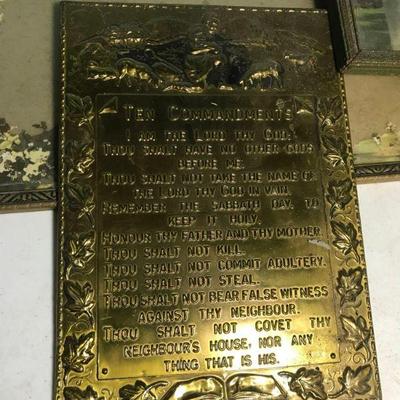 TEN COMMANDMENTS
I AM THE LORD THY GOD.
THOU SHALT HAVE NO OTHER GODS
BEFORE ME.
THOU SHALT NOT TAKE THE NAME OF
THE LORD THY GOD IN VAIN.
REMEMBER THE SABBATH DAY, TO
KEEP IT HOLY.
HONOUR THY FATHER AND THY MOTHER.
THOU SHALT NOT KILL.
THOU SHALT NOT COMMIT ADULTERY.
THOU SHALT NOT STEAL.
THOU SHALT NOT BEAR FALSE WITNESS
AGAINST THY NEIGHBOUR.
THOU SHALT NOT COVET THY
NEIGHBOUR'S HOUSE, NOR ANY
THING THAT IS HIS.